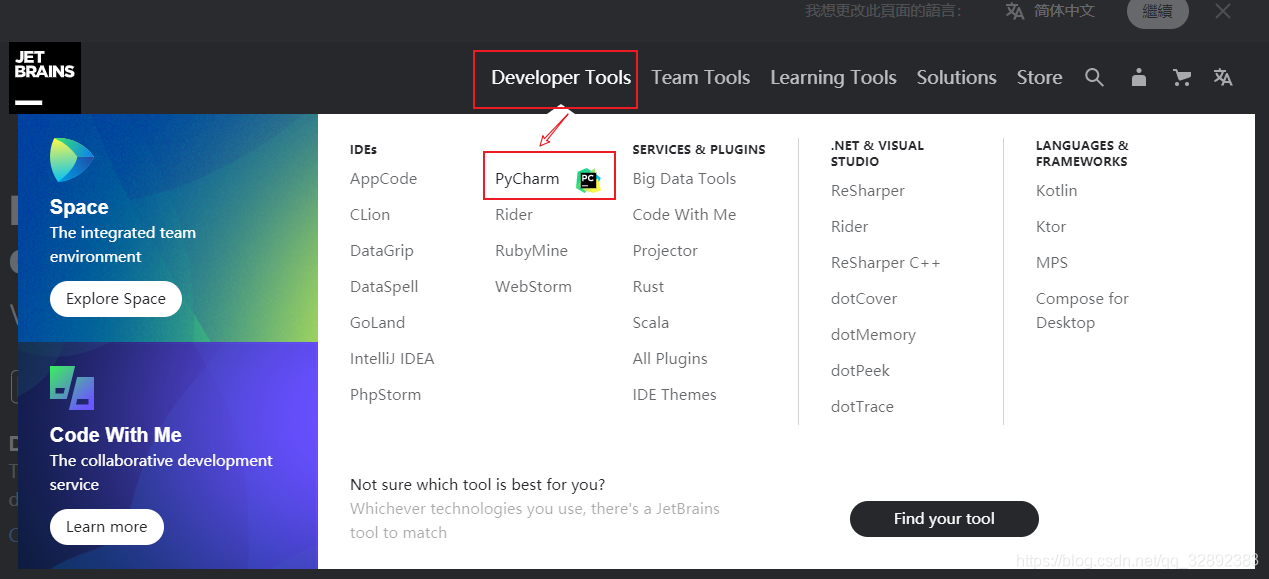 我想更改此頁面的語言：
简体中文
繼續
JET
BRAINS
Developer Tools
Team Tools
Learning Tools
Solutions
Store
Space
The integrated team
environment
Explore Space
Code With Me
The collaborative development
service
Learn more
IDEs
AppCode
CLion
DataGrip
DataSpell
GoLand
IntelliJ IDEA
PhpStorm
PyCharm
PC
Rider
RubyMine
WebStorm
SERVICES & PLUGINS
Big Data Tools
Code With Me
Projector
Rust
Scala
All Plugins
IDE Themes
.NET & VISUAL
STUDIO
ReSharper
Rider
ReSharper C++
dotCover
dotMemory
dotPeek
dotTrace
LANGUAGES &
FRAMEWORKS
Kotlin
Ktor
MPS
Compose for
Desktop
Not sure which tool is best for you?
Whichever technologies you use, there's a JetBrains
tool to match
Find your tool
https://blog.csdn.net/qq_32892383